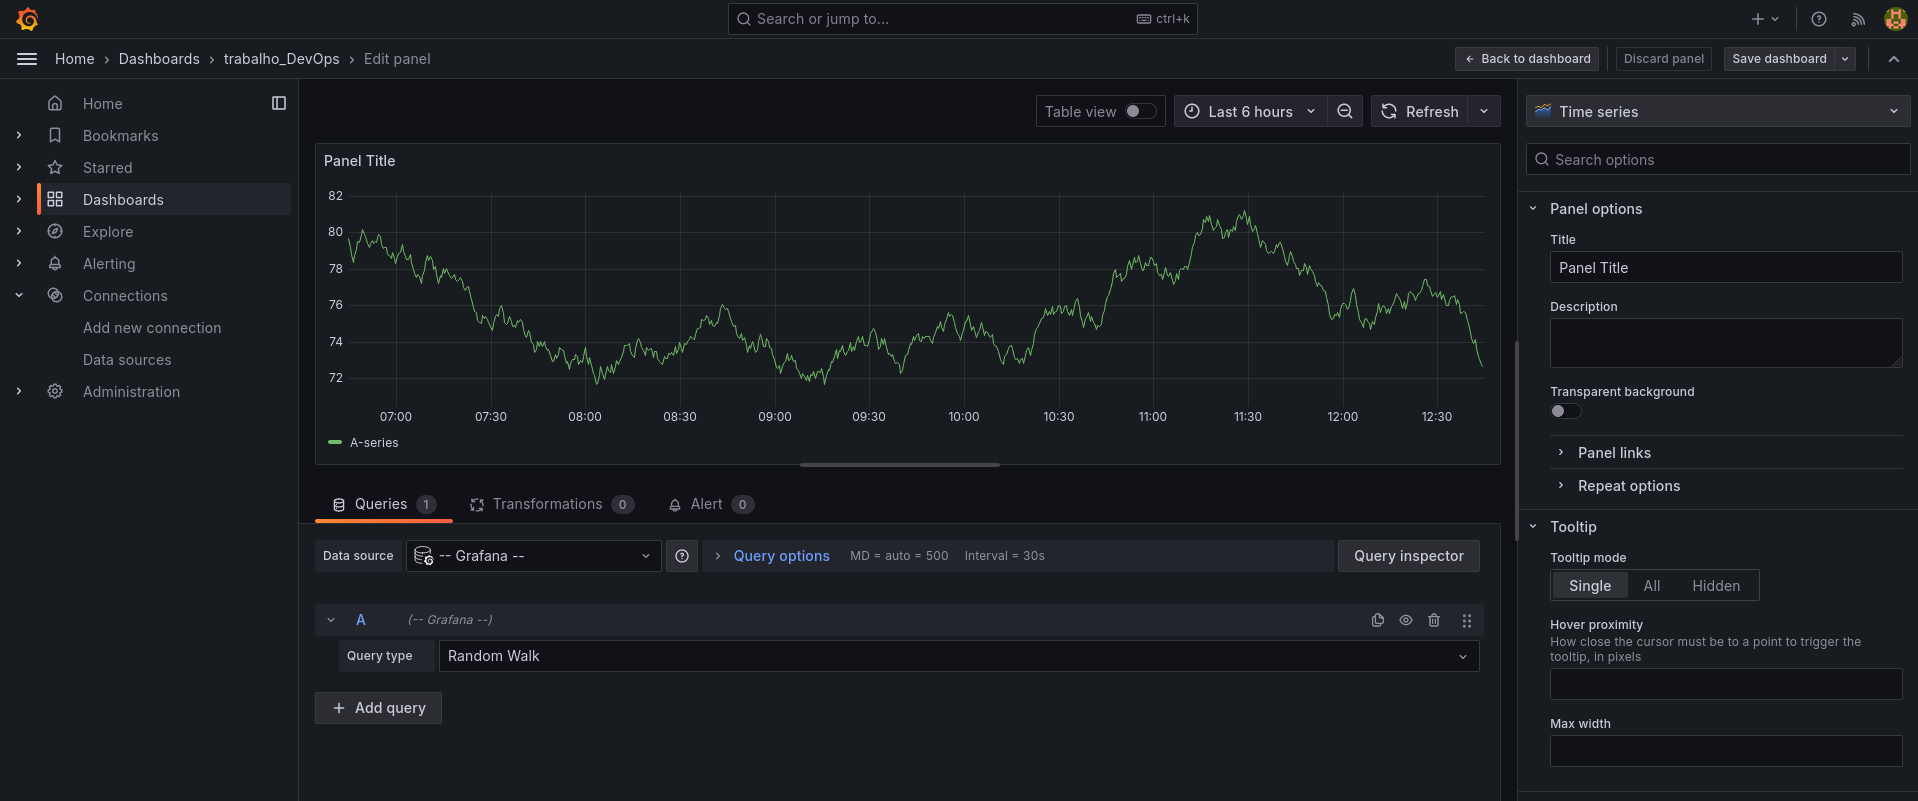 Search or jump to...
ctrl+k
Home
Dashboards
trabalho_DevOps
Edit panel
Back to dashboard
Discard panel
Save dashboard
Home
Bookmarks
Starred
Dashboards
Explore
Alerting
Connections
Add new connection
Data sources
Administration
Table view
Last 6 hours
Refresh
Panel Title
82
80
78
76
74
72
07:00
07:30
08:00
08:30
09:00
09:30
10:00
10:30
11:00
11:30
12:00
12:30
A-series
Queries
1
Transformations
0
Alert
0
Data source
-- Grafana --
Query options
MD = auto = 500
Interval = 30s
Query inspector
A
(-- Grafana --)
Query type
Random Walk
Add query
Time series
Search options
Panel options
Title
Panel Title
Description
Transparent background
Panel links
Repeat options
Tooltip
Tooltip mode
Single
All
Hidden
Hover proximity
How close the cursor must be to a point to trigger the
tooltip, in pixels
Max width